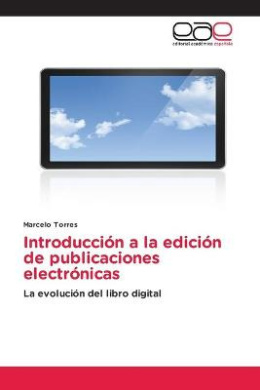 eae
editorial académica española
Marcelo Torres
Introducción a la edición
de publicaciones
electrónicas
La evolución del libro digital